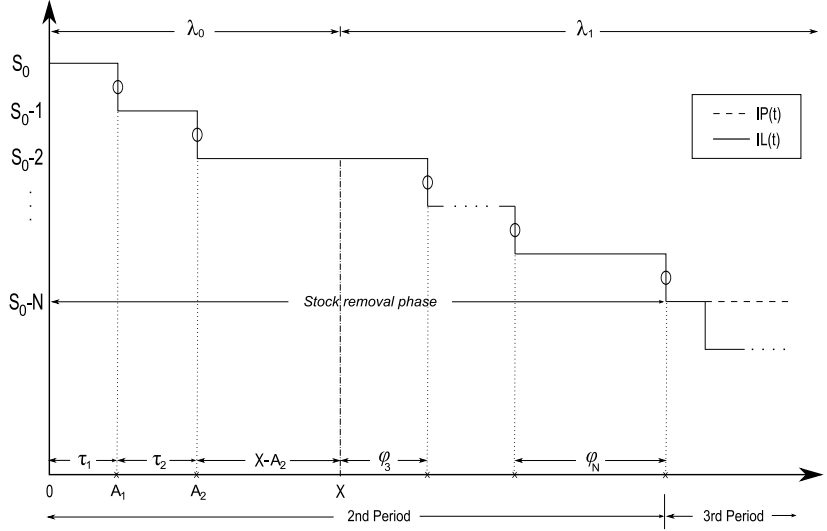 λ₀ λ₁
S₀
S₀-1
IP(t)
IL(t)
S₀-2
. . .
. . . .
S₀-N
Stock removal phase
. . . .
τ₁ τ₂ X-A₂ φ₃ φ_N
0 A₁ A₂ X
2nd Period 3rd Period